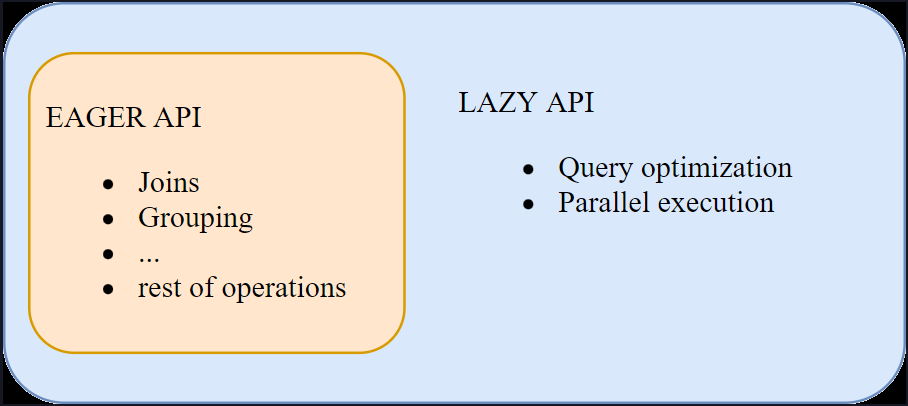 EAGER API
• Joins
• Grouping
• ...
• rest of operations
LAZY API
• Query optimization
• Parallel execution